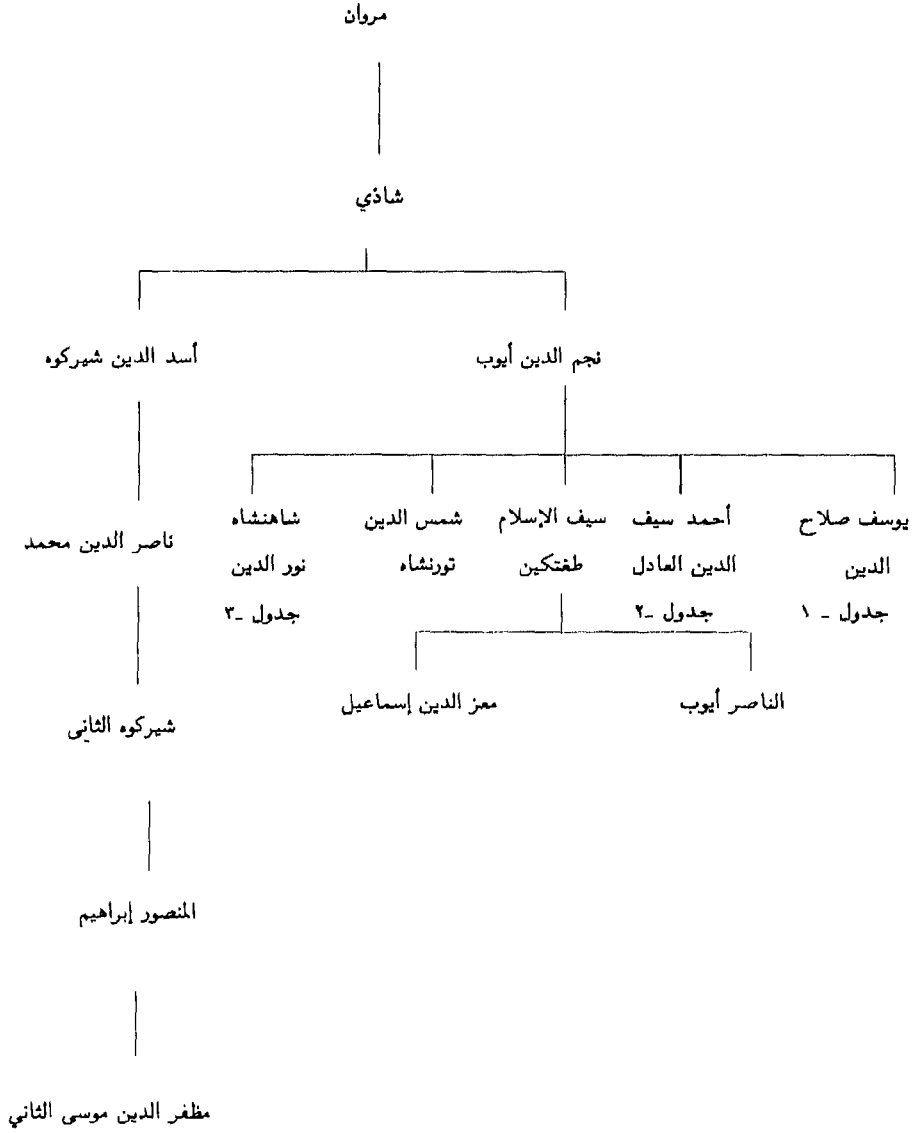 مروان
شاذي
نجم الدين أيوب
أسد الدين شيركوه
يوسف صلاح
الدين
جدول - ١
أحمد سيف
الدين العادل
جدول -٢
سيف الإسلام
طغتكين
شمس الدين
تورنشاه
شاهنشاه
نور الدين
جدول -٣
ناصر الدين محمد
الناصر أيوب
معز الدين إسماعيل
شيركوه الثاني
المنصور إبراهيم
مظفر الدين موسى الثاني